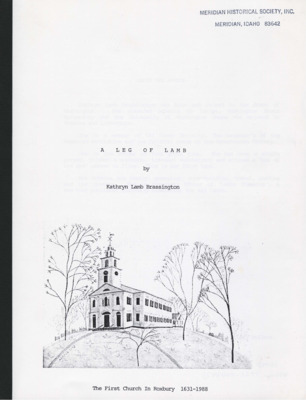 MERIDIAN HISTORICAL SOCIETY, INC.
MERIDIAN, IDAHO 83642
A LEG OF LAMB
by
Kathryn Lamb Brassington
The First Church In Roxbury 1631-1988